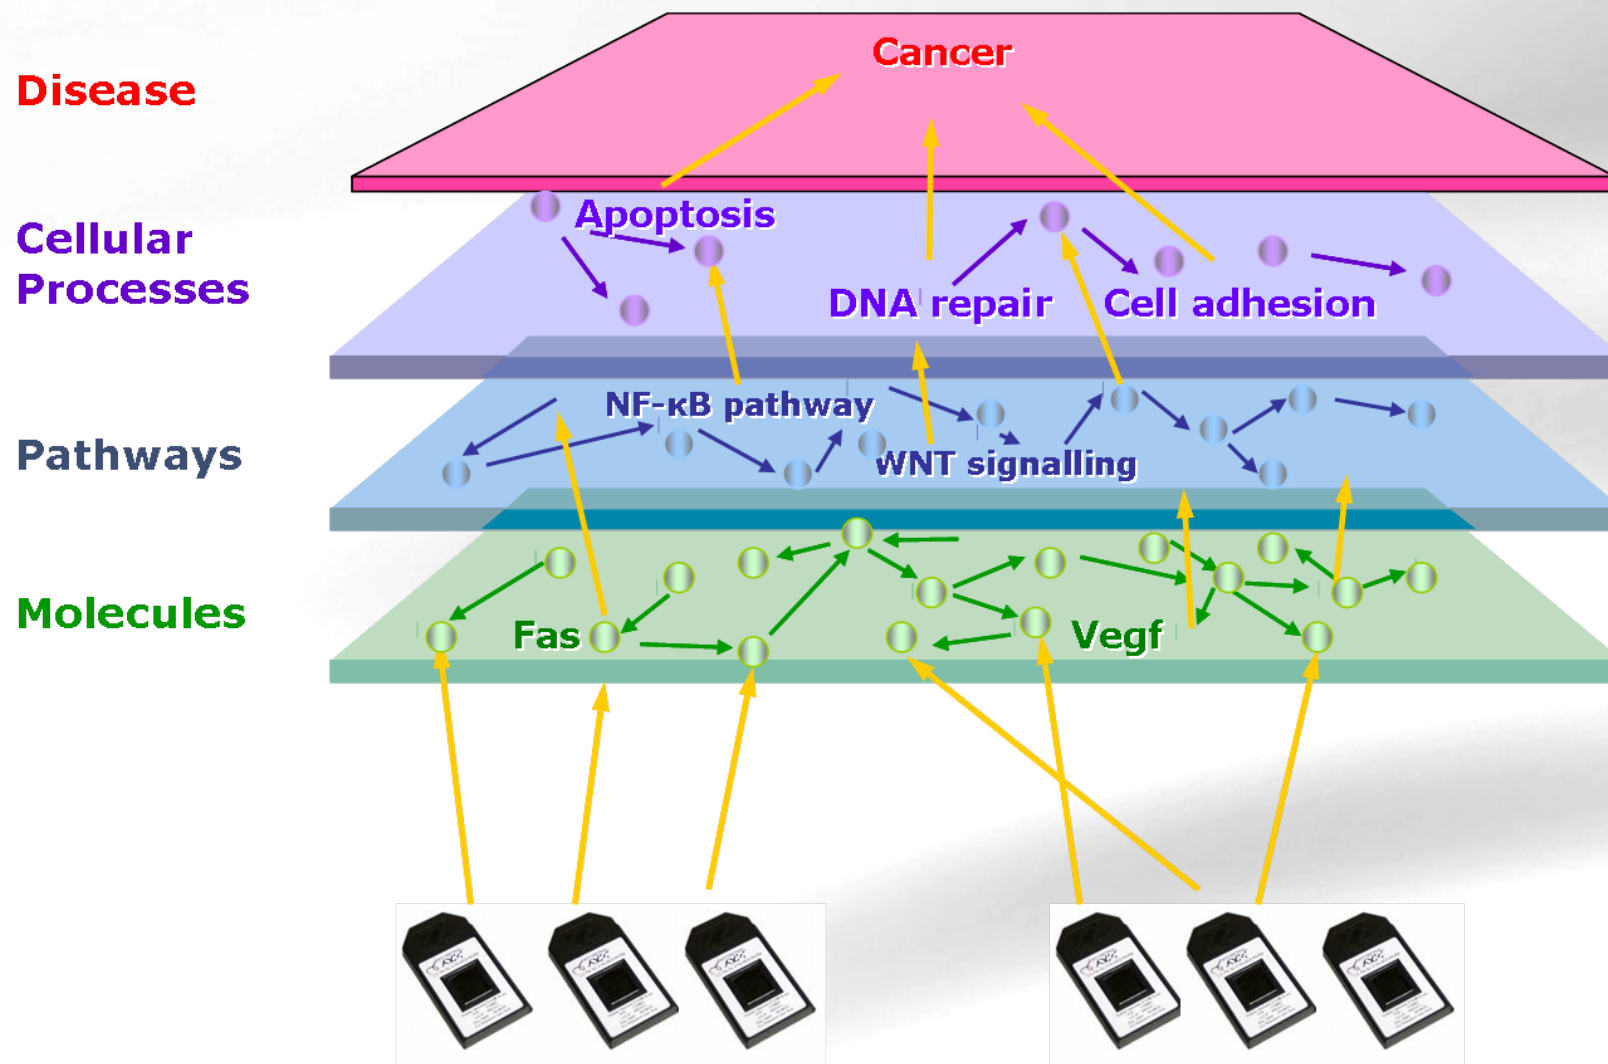 Cancer
Disease
Apoptosis
Cellular
Processes
DNA repair
Cell adhesion
NF-κB pathway
Pathways
WNT signalling
Molecules
Fas
Vegf